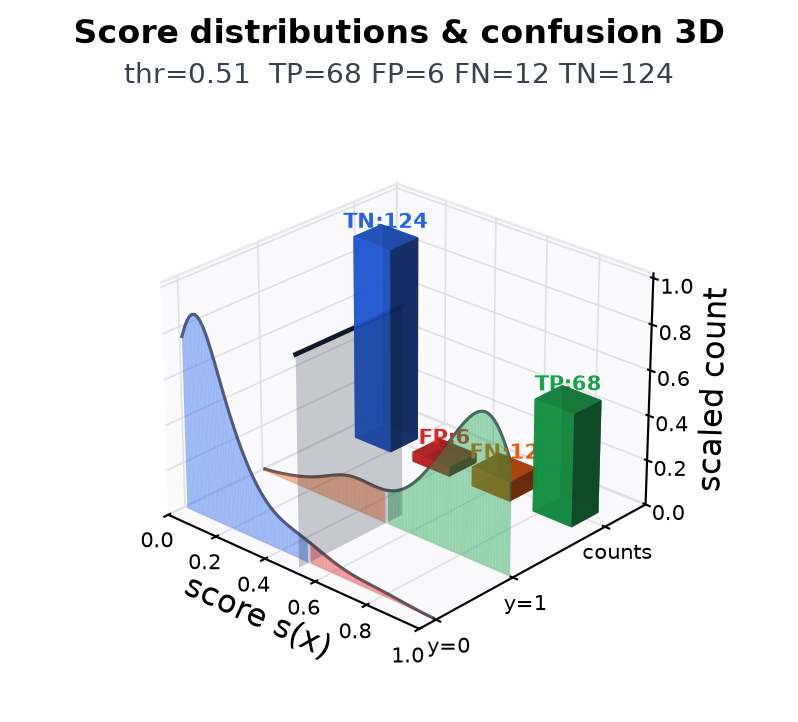 Score distributions & confusion 3D
thr=0.51  TP=68 FP=6 FN=12 TN=124
TN:124
TP:68
FP:6
FN:12
1.0
0.8
0.6
0.4
0.2
0.0
scaled count
0.0
0.2
0.4
0.6
0.8
1.0
score s(x)
y=0
y=1
counts